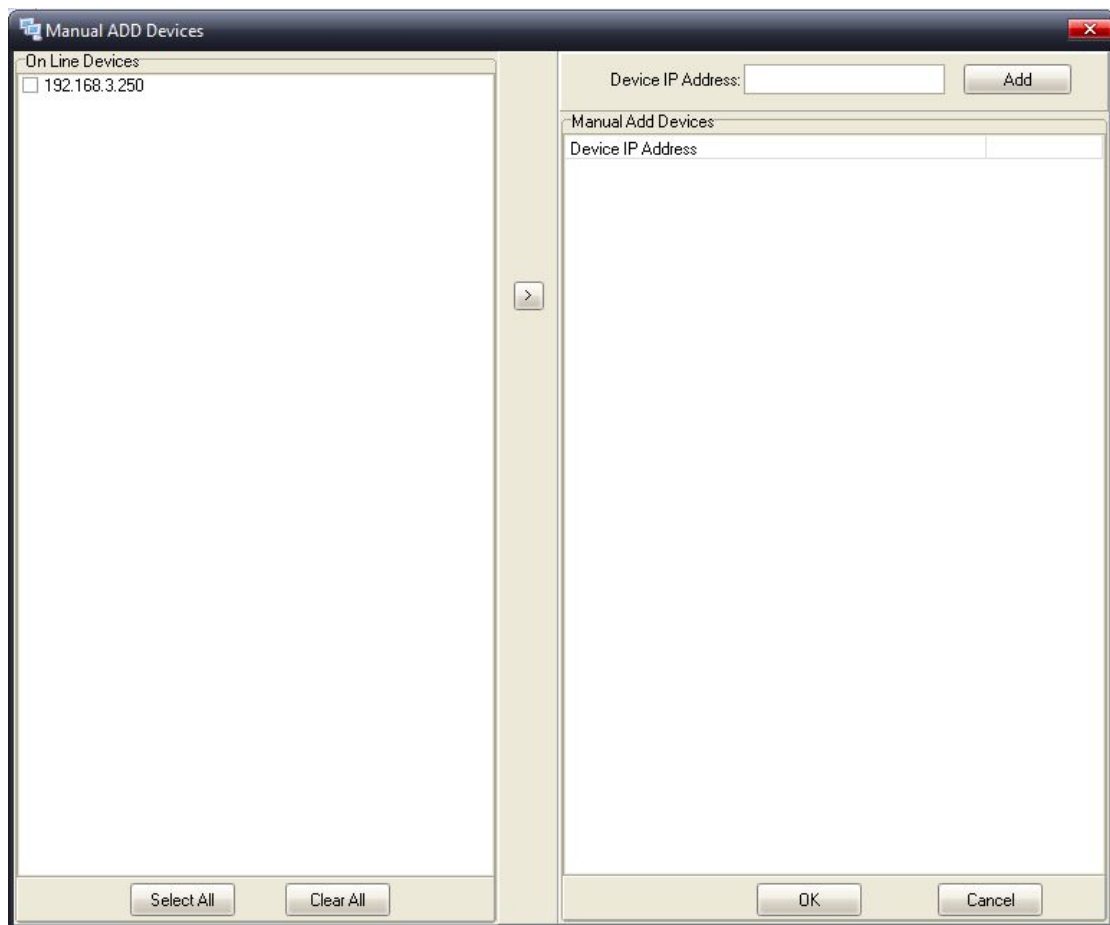 Manual ADD Devices
On Line Devices
192.168.3.250
Device IP Address:
Add
Manual Add Devices
Device IP Address
>
Select All
Clear All
OK
Cancel